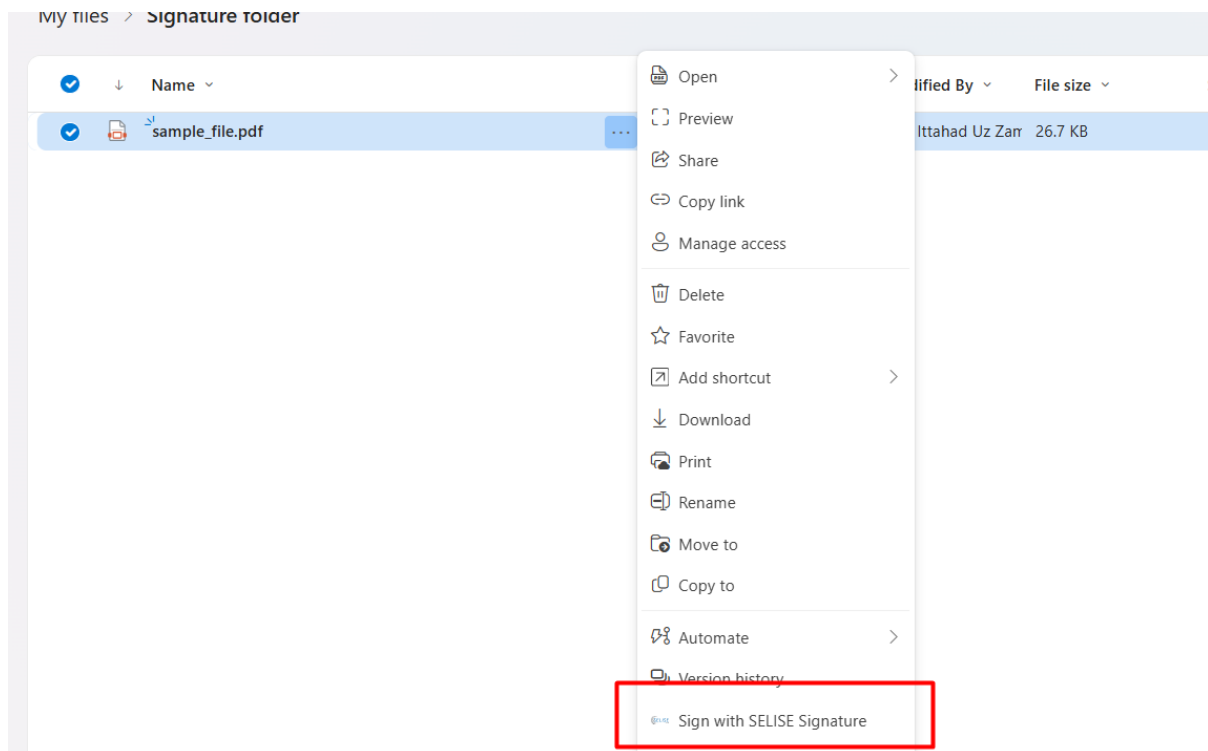 My files > Signature folder
Name
dified By
File size
sample_file.pdf
Ittahad Uz Zam
26.7 KB
Open
Preview
Share
Copy link
Manage access
Delete
Favorite
Add shortcut
Download
Print
Rename
Move to
Copy to
Automate
Version history
Sign with SELISE Signature